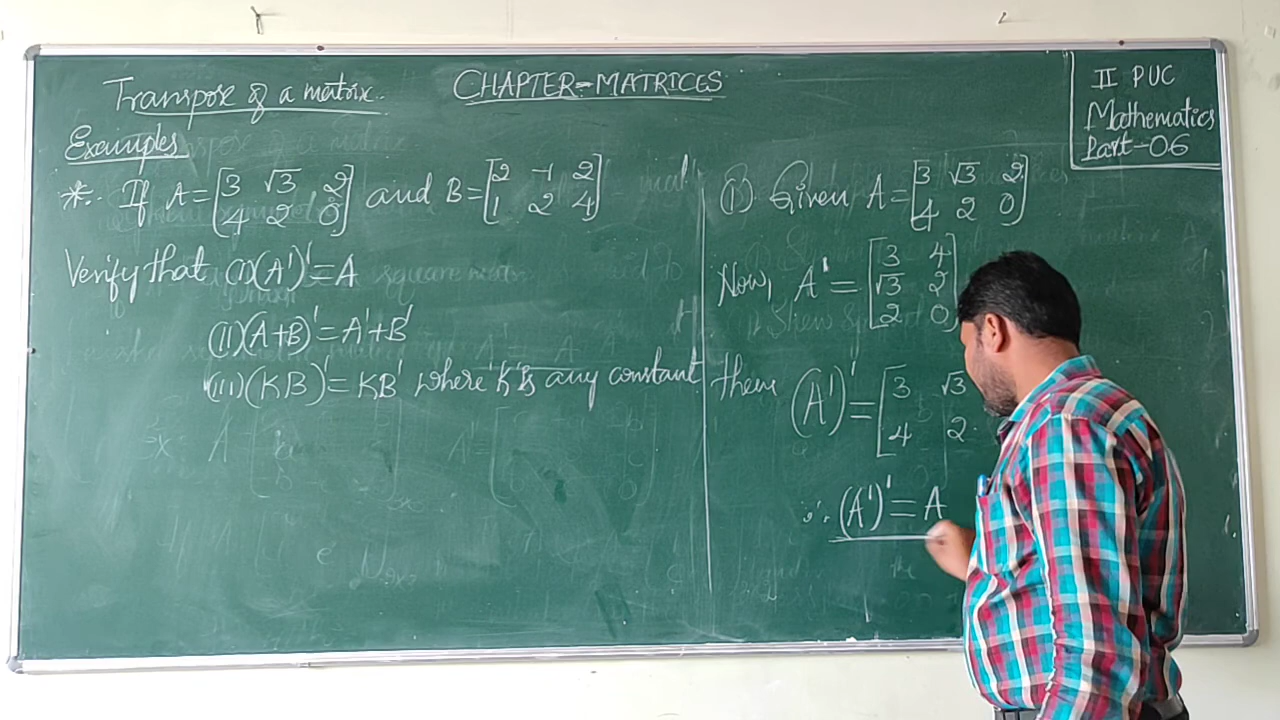 Transpose of a matrix.
CHAPTER-MATRICES
II PUC
Mathematics
Part-06
Examples
*. If A = [3 √3 2
4 2 0] and B = [2 -1 2
1 2 4]
Verify that (I) (A')' = A
(II) (A+B)' = A'+B'
(III) (KB)' = KB' where 'K' is any constant
(I) Given A = [3 √3 2
4 2 0]
Now, A' = [3 4
√3 2
2 0]
then (A')' = [3 √3
4 2
∴ (A')' = A